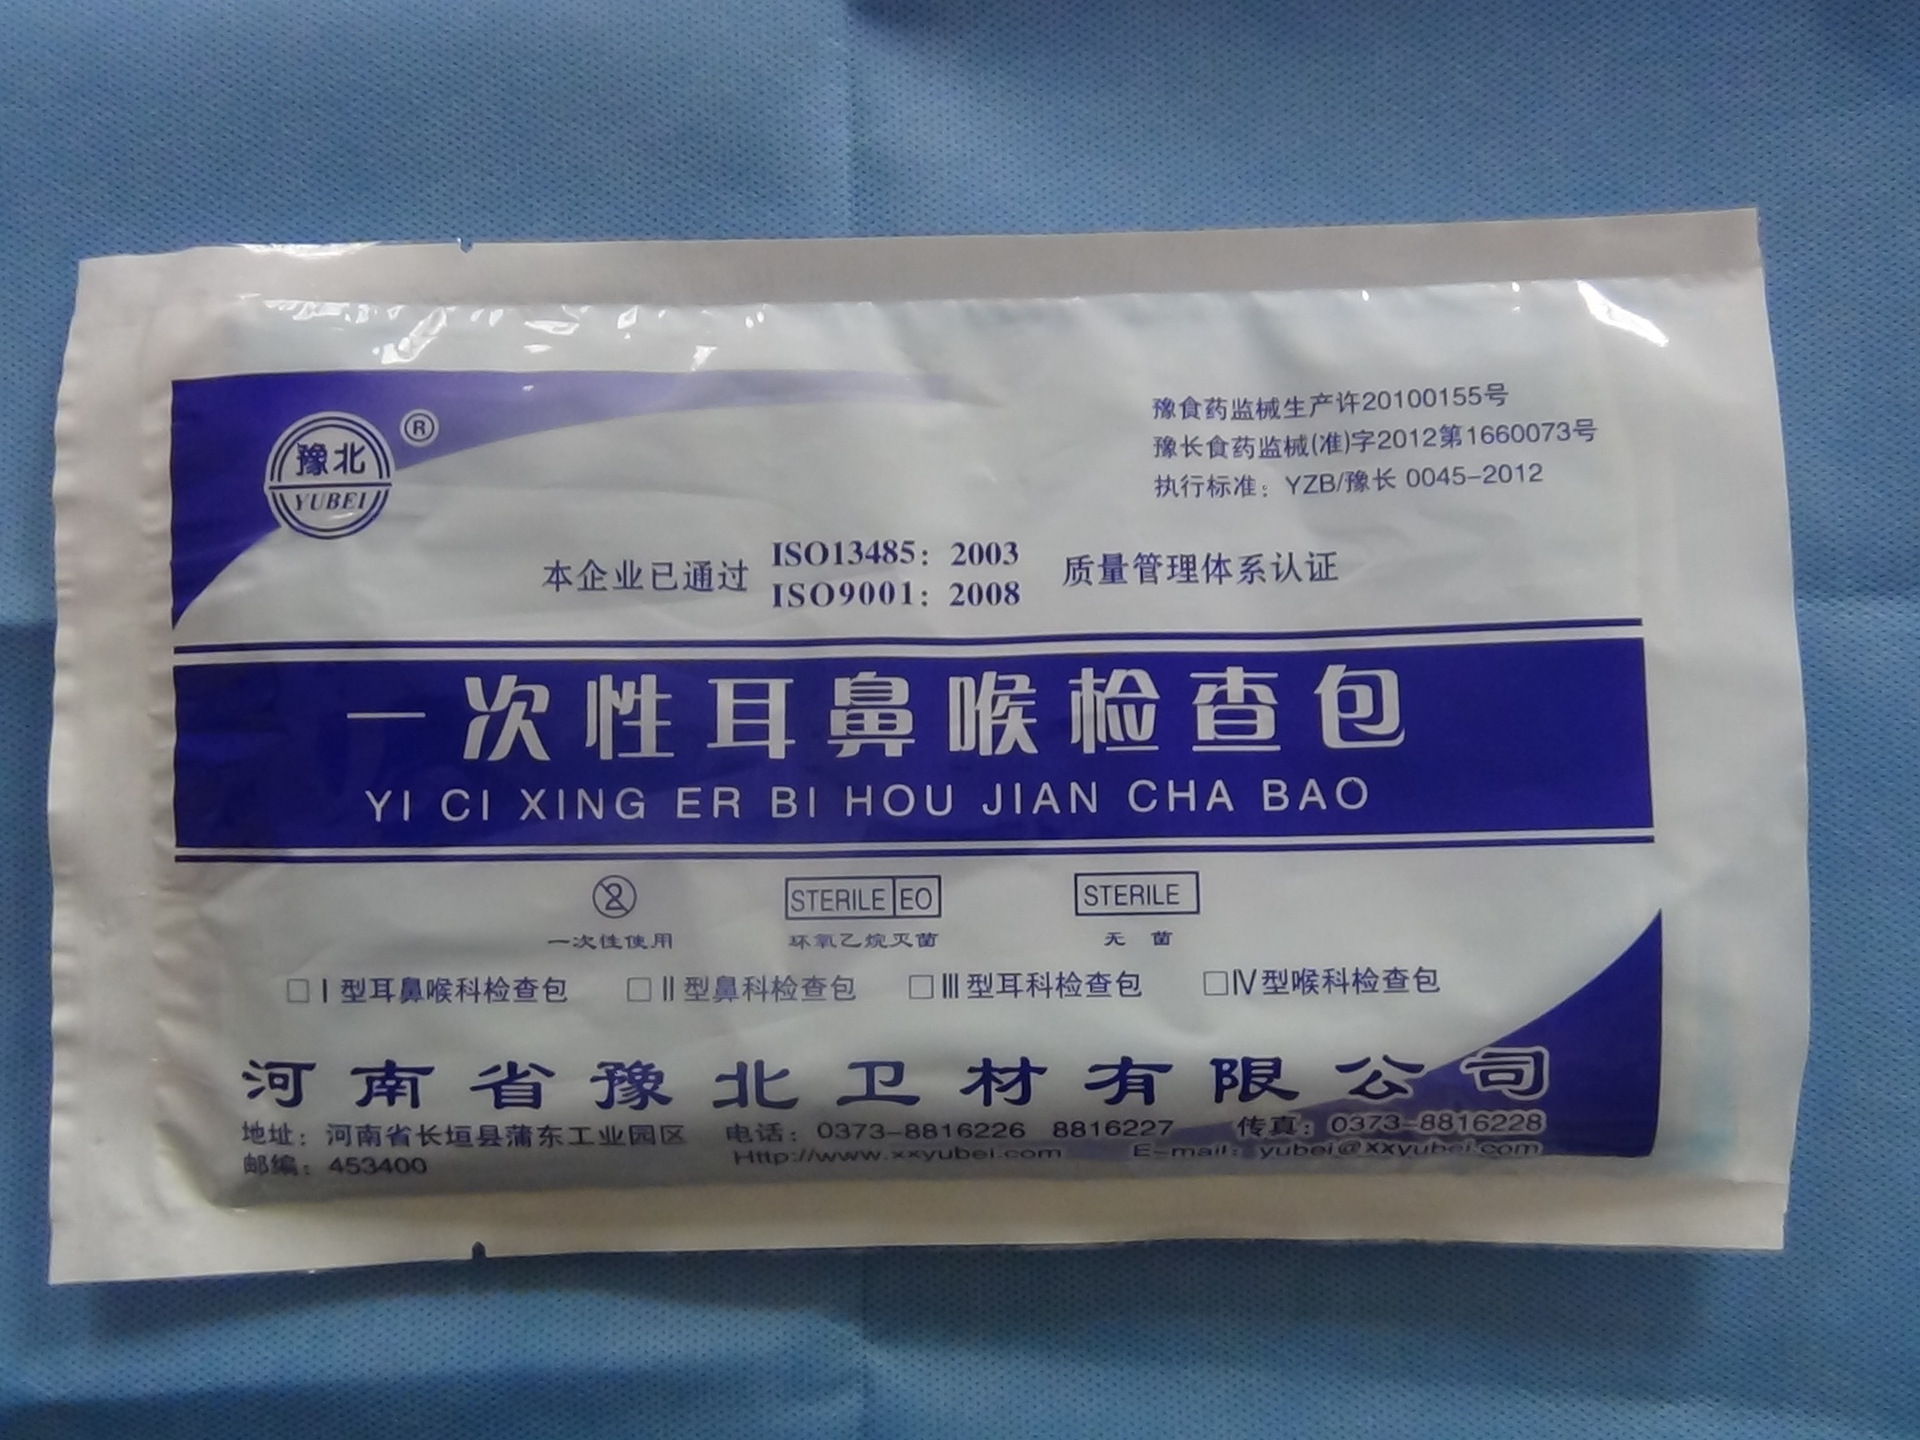 豫北
YUBEI
®
豫食药监械生产许20100155号
豫长食药监械(准)字2012第1660073号
执行标准：YZB/豫长 0045-2012
本企业已通过 ISO13485：2003 质量管理体系认证
ISO9001：2008
一次性耳鼻喉检查包
YI CI XING ER BI HOU JIAN CHA BAO
2 STERILE EO STERILE
一次性使用 环氧乙烷灭菌 无菌
□Ⅰ型耳鼻喉科检查包 □Ⅱ型鼻科检查包 □Ⅲ型耳科检查包 □Ⅳ型喉科检查包
河南省豫北卫材有限公司
地址：河南省长垣县蒲东工业园区 电话：0373-8816226 8816227 传真：0373-8816228
邮编：453400 Http://www.xxyubei.com E-mail：yubei@xxyubei.com